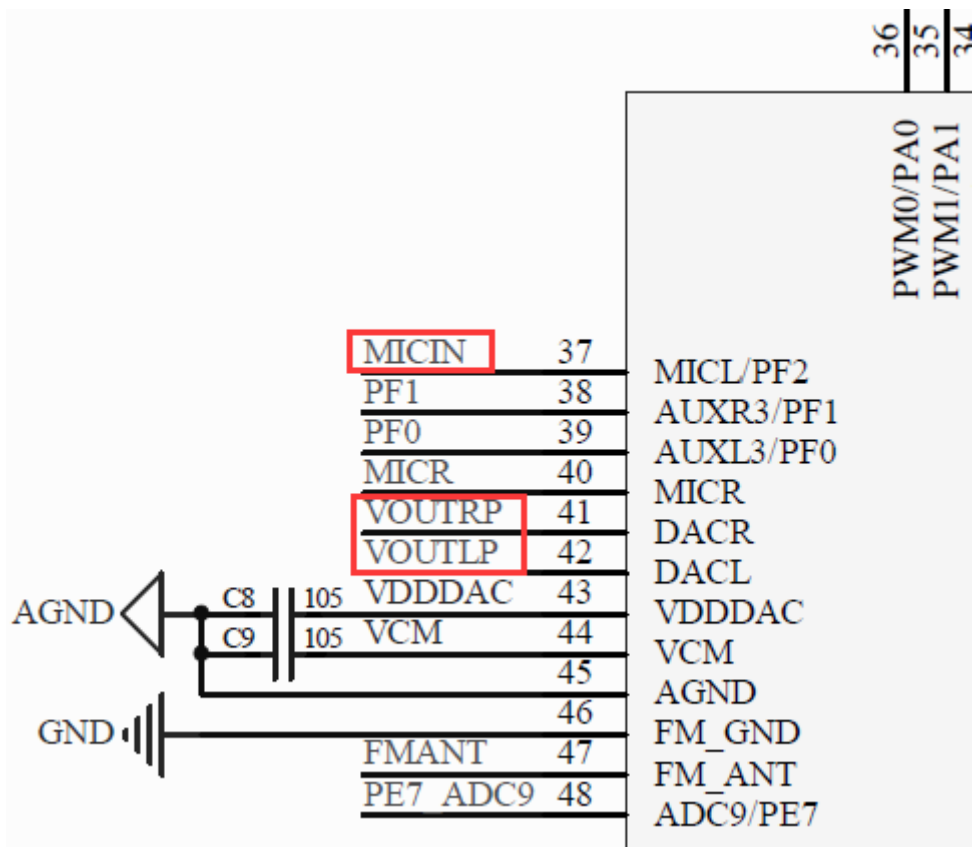 36
35
34
PWM0/PA0
PWM1/PA1
MICIN 37 MICL/PF2
PF1 38 AUXR3/PF1
PF0 39 AUXL3/PF0
MICR 40 MICR
VOUTRP 41 DACR
VOUTLP 42 DACL
AGND C8 105 VDDDAC 43 VDDDAC
C9 105 VCM 44 VCM
45 AGND
GND 46 FM_GND
FMANT 47 FM_ANT
PE7_ADC9 48 ADC9/PE7